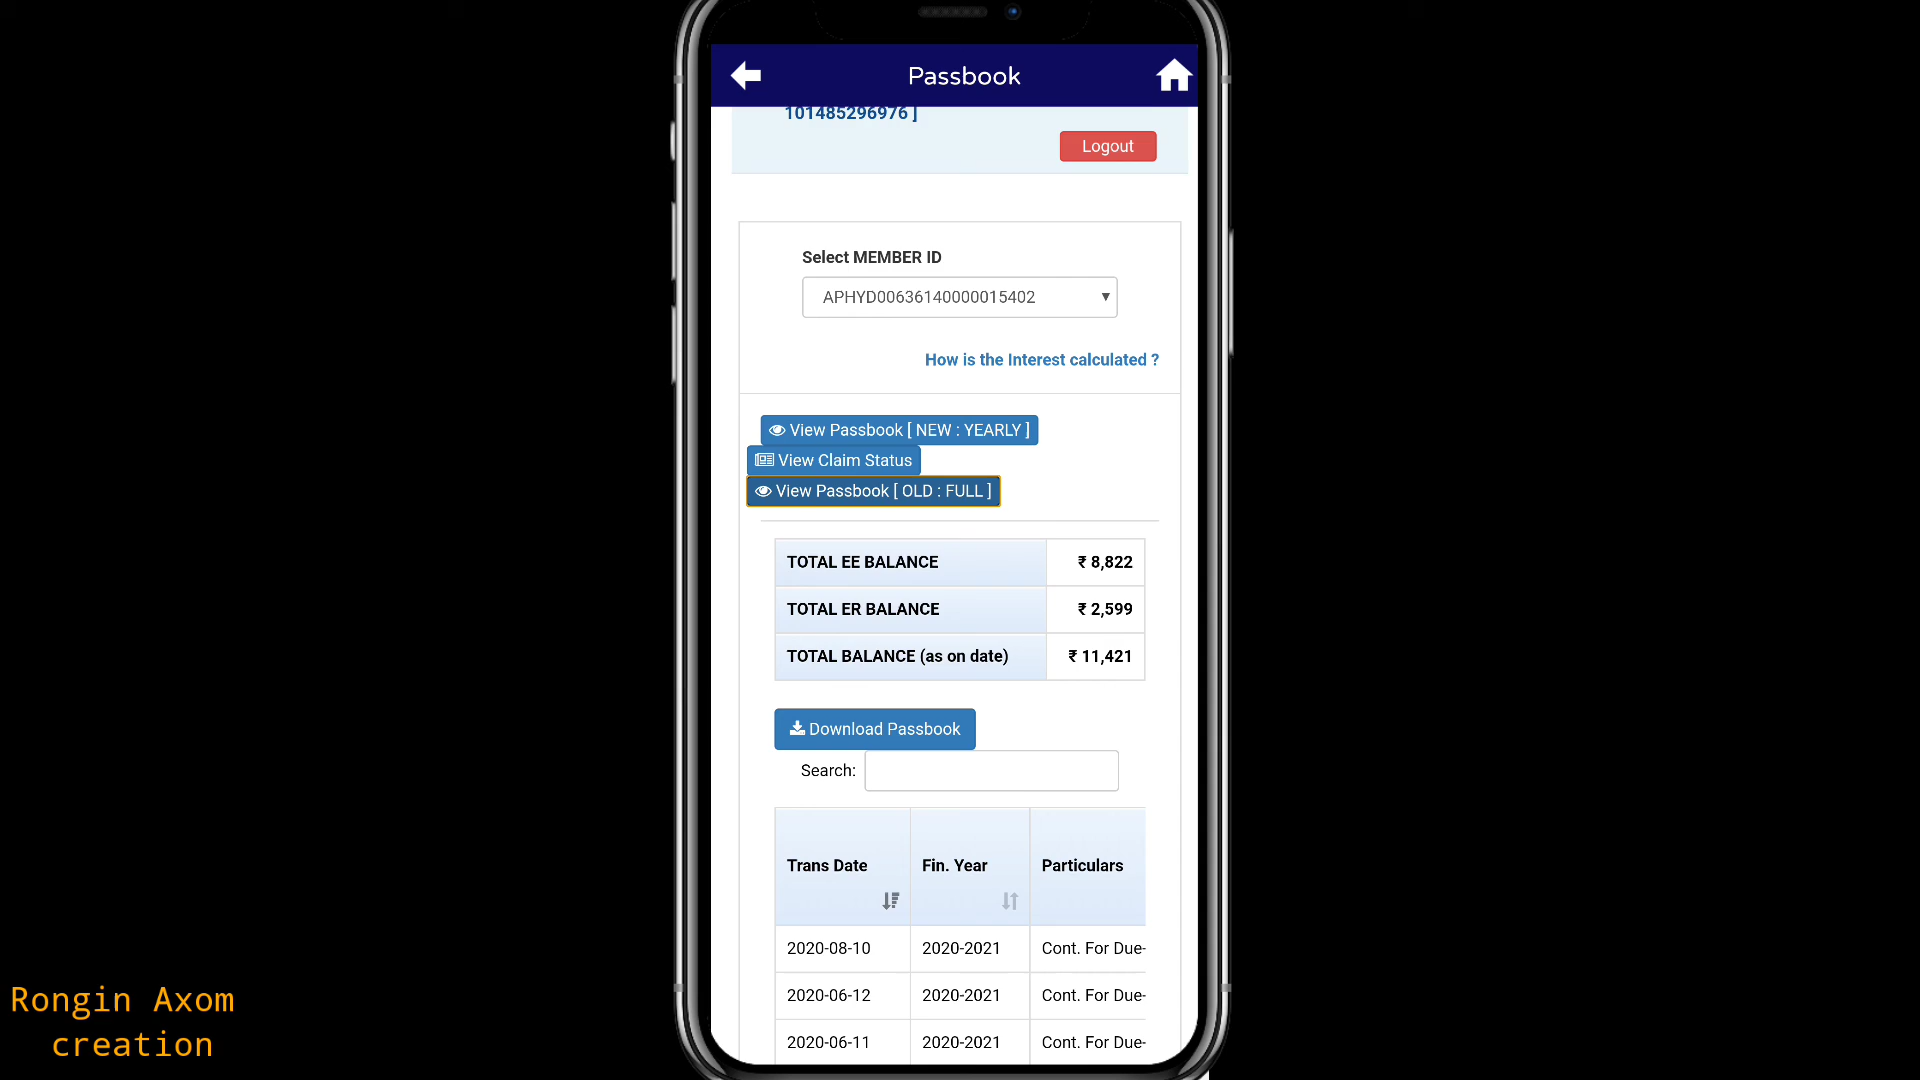 Passbook
101485296976 ]
Logout
Select MEMBER ID
APHYD00636140000015402
How is the Interest calculated ?
View Passbook [ NEW : YEARLY ]
View Claim Status
View Passbook [ OLD : FULL ]
TOTAL EE BALANCE ₹ 8,822
TOTAL ER BALANCE ₹ 2,599
TOTAL BALANCE (as on date) ₹ 11,421
Download Passbook
Search:
Trans Date Fin. Year Particulars
2020-08-10 2020-2021 Cont. For Due-
2020-06-12 2020-2021 Cont. For Due-
2020-06-11 2020-2021 Cont. For Due-
Rongin Axom
creation